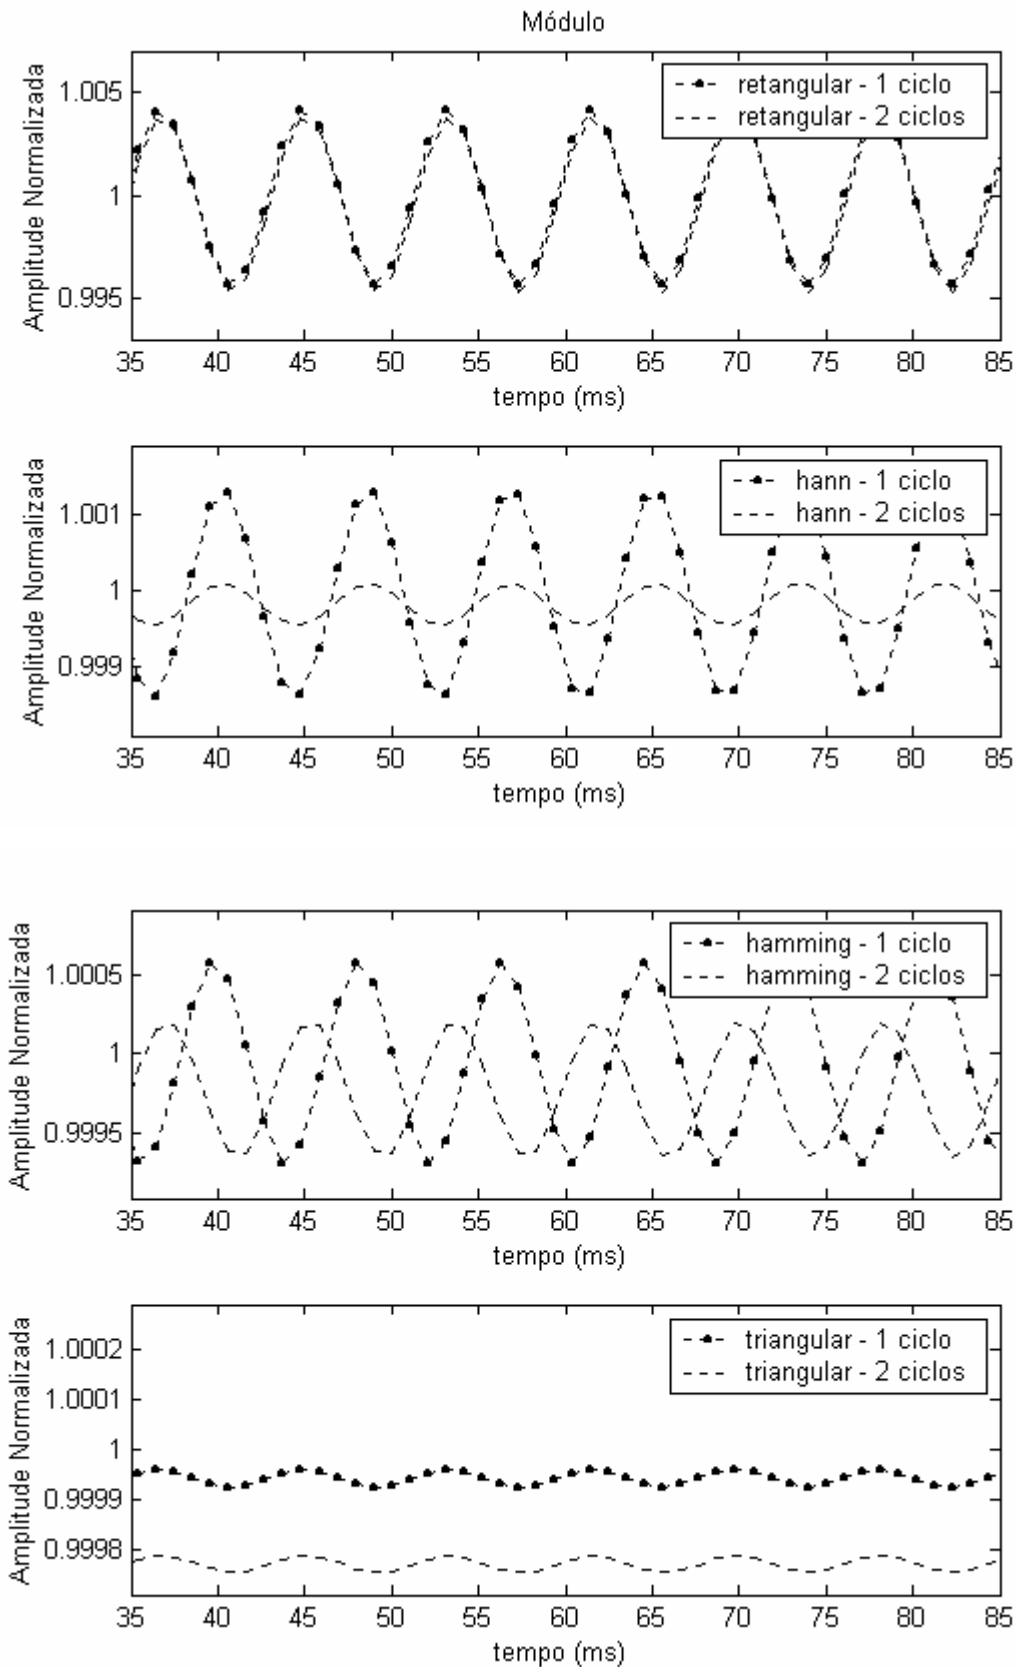 Módulo
Amplitude Normalizada
1.005
1
0.995
retangular - 1 ciclo
retangular - 2 ciclos
35 40 45 50 55 60 65 70 75 80 85
tempo (ms)
Amplitude Normalizada
1.001
1
0.999
hann - 1 ciclo
hann - 2 ciclos
35 40 45 50 55 60 65 70 75 80 85
tempo (ms)
Amplitude Normalizada
1.0005
1
0.9995
hamming - 1 ciclo
hamming - 2 ciclos
35 40 45 50 55 60 65 70 75 80 85
tempo (ms)
Amplitude Normalizada
1.0002
1.0001
1
0.9999
0.9998
triangular - 1 ciclo
triangular - 2 ciclos
35 40 45 50 55 60 65 70 75 80 85
tempo (ms)